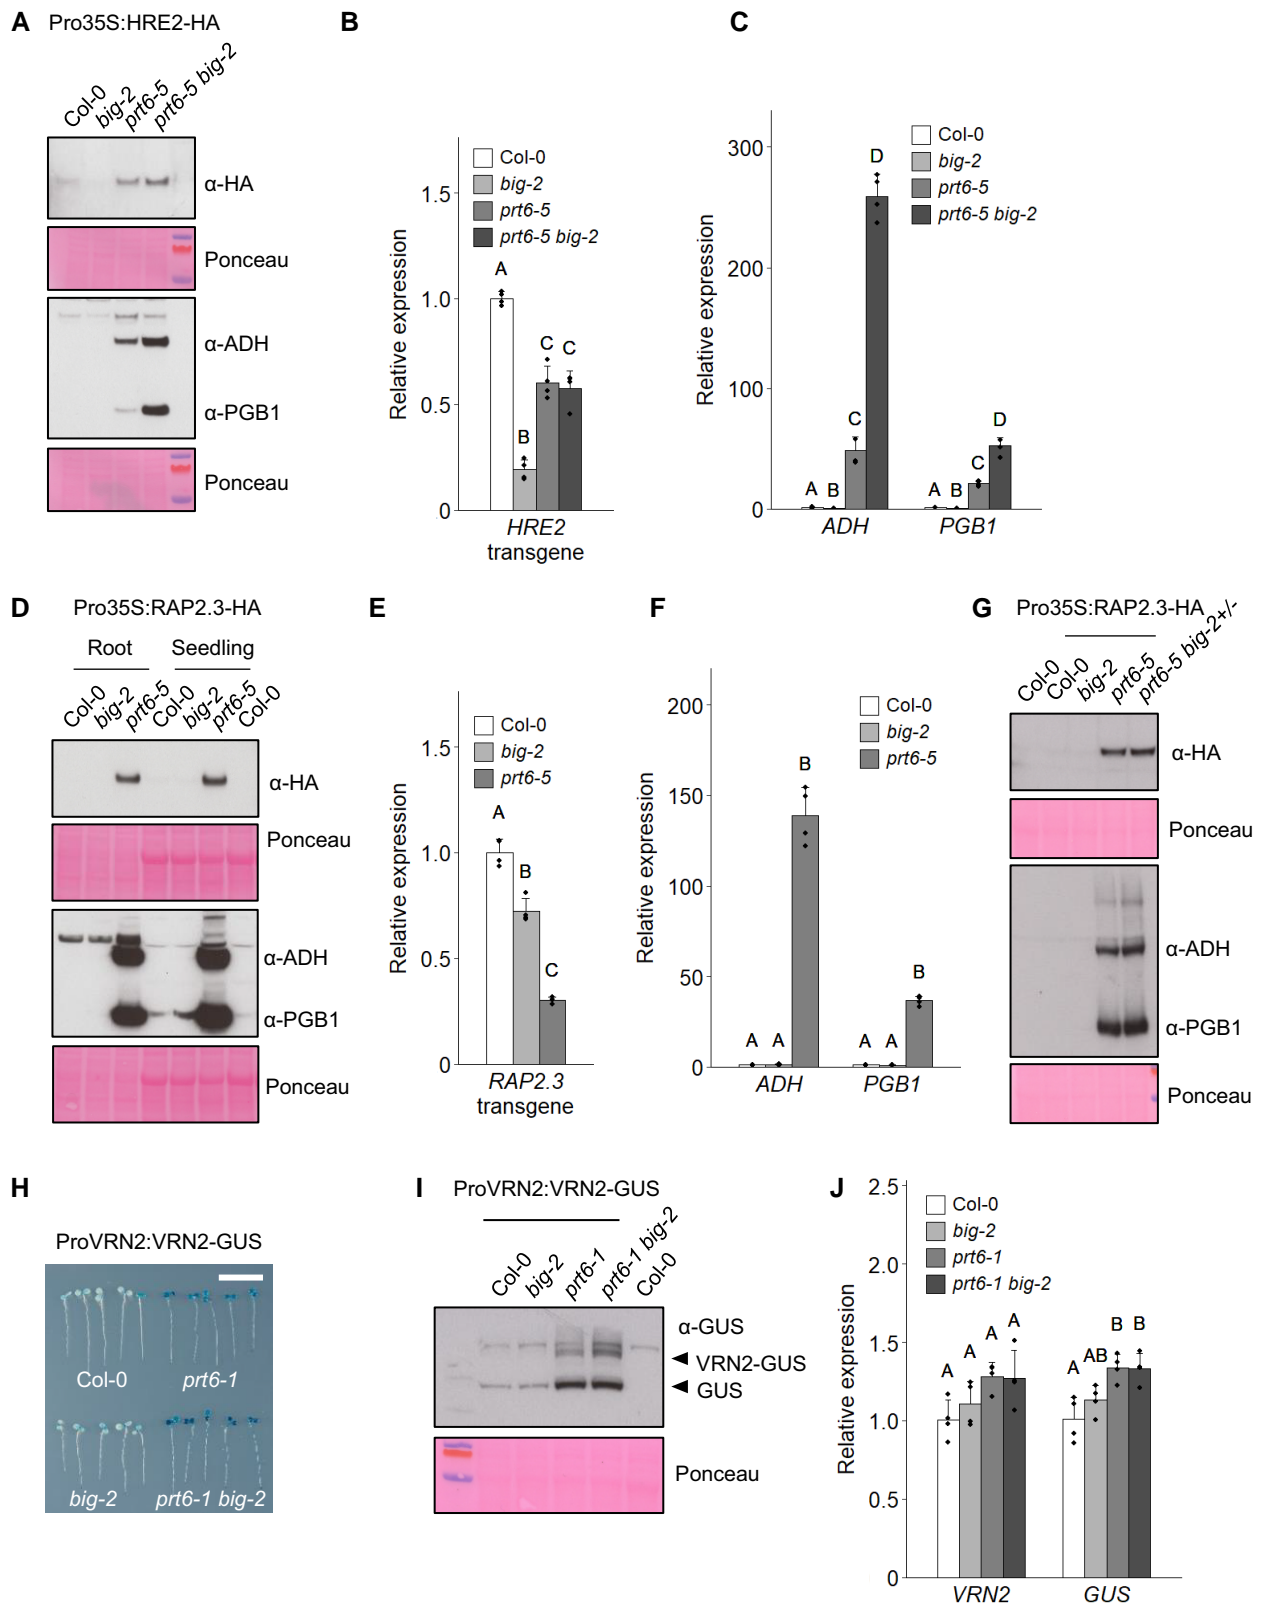 A Pro35S:HRE2-HA
Col-0
big-2
prt6-5
prt6-5 big-2
α-HA
Ponceau
α-ADH
α-PGB1
Ponceau
B
Relative expression
1.5
1.0
0.5
0
Col-0
big-2
prt6-5
prt6-5 big-2
A
B
C C
HRE2
transgene
C
Relative expression
300
200
100
0
Col-0
big-2
prt6-5
prt6-5 big-2
A B C D
A B C D
ADH PGB1
D Pro35S:RAP2.3-HA
Root Seedling
Col-0
big-2
prt6-5
Col-0
big-2
prt6-5
Col-0
α-HA
Ponceau
α-ADH
α-PGB1
Ponceau
E
Relative expression
1.5
1.0
0.5
0
Col-0
big-2
prt6-5
A
B
C
RAP2.3
transgene
F
Relative expression
200
150
100
50
0
Col-0
big-2
prt6-5
A A B
A A B
ADH PGB1
G Pro35S:RAP2.3-HA
Col-0
Col-0
big-2
prt6-5
prt6-5 big-2+/-
α-HA
Ponceau
α-ADH
α-PGB1
Ponceau
H
ProVRN2:VRN2-GUS
Col-0 prt6-1
big-2 prt6-1 big-2
I ProVRN2:VRN2-GUS
Col-0
big-2
prt6-1
prt6-1 big-2
Col-0
α-GUS
VRN2-GUS
GUS
Ponceau
J
Relative expression
2.5
2.0
1.5
1.0
0.5
0
Col-0
big-2
prt6-1
prt6-1 big-2
A A A A
A AB B B
VRN2 GUS